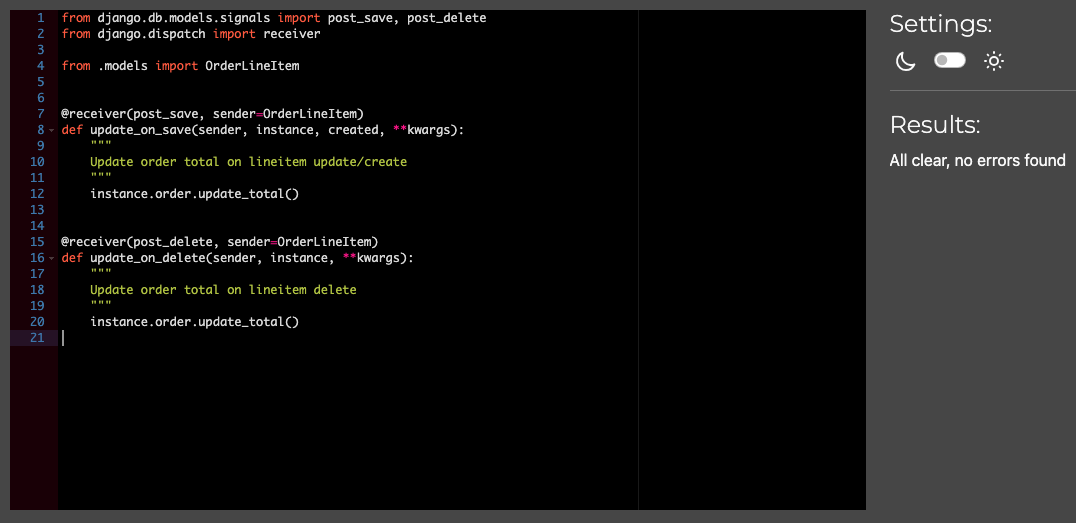 1 from django.db.models.signals import post_save, post_delete
2 from django.dispatch import receiver
3
4 from .models import OrderLineItem
5
6
7 @receiver(post_save, sender=OrderLineItem)
8 def update_on_save(sender, instance, created, **kwargs):
9     """
10     Update order total on lineitem update/create
11     """
12     instance.order.update_total()
13
14
15 @receiver(post_delete, sender=OrderLineItem)
16 def update_on_delete(sender, instance, **kwargs):
17     """
18     Update order total on lineitem delete
19     """
20     instance.order.update_total()
21
Settings:
Results:
All clear, no errors found